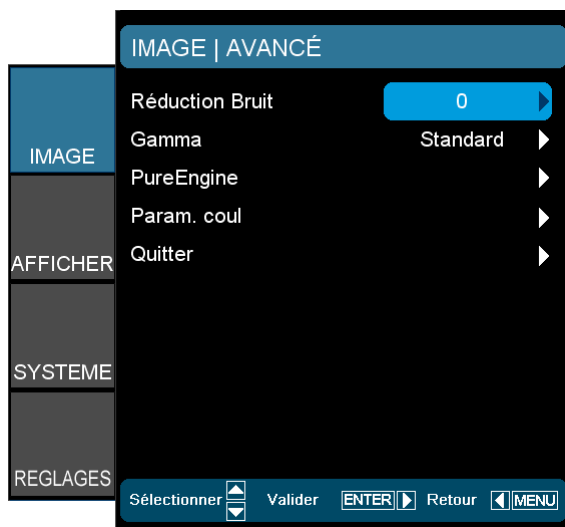 IMAGE | AVANCÉ
Réduction Bruit 0
Gamma Standard
PureEngine
Param. coul
Quitter
IMAGE
AFFICHER
SYSTEME
REGLAGES
Sélectionner Valider ENTER Retour MENU